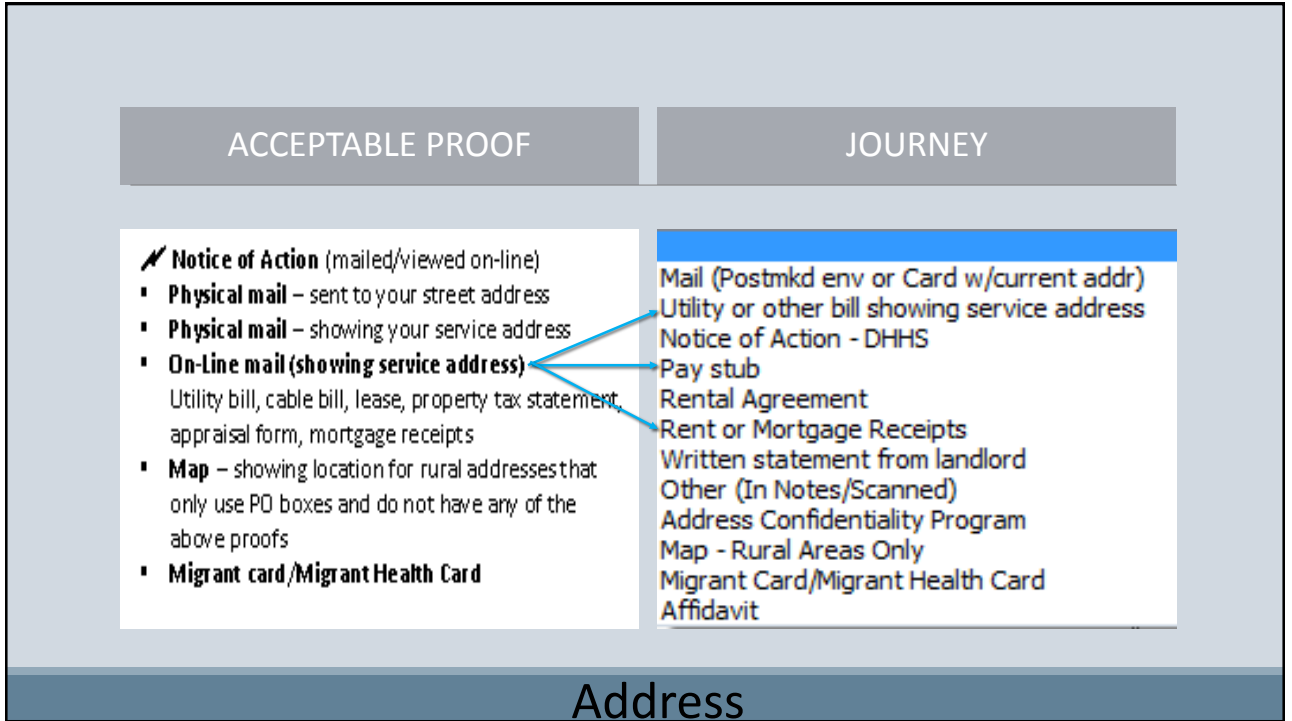 ACCEPTABLE PROOF
JOURNEY
Notice of Action (mailed/viewed on-line)
▪ Physical mail – sent to your street address
▪ Physical mail – showing your service address
▪ On-Line mail (showing service address)
Utility bill, cable bill, lease, property tax statement,
appraisal form, mortgage receipts
▪ Map – showing location for rural addresses that
only use PO boxes and do not have any of the
above proofs
▪ Migrant card/Migrant Health Card
Mail (Postmkd env or Card w/current addr)
Utility or other bill showing service address
Notice of Action - DHHS
Pay stub
Rental Agreement
Rent or Mortgage Receipts
Written statement from landlord
Other (In Notes/Scanned)
Address Confidentiality Program
Map - Rural Areas Only
Migrant Card/Migrant Health Card
Affidavit
Address